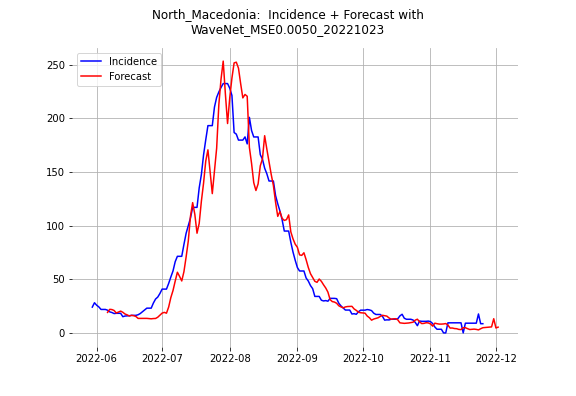 North_Macedonia:  Incidence + Forecast with
WaveNet_MSE0.0050_20221023
Incidence
Forecast
250
200
150
100
50
0
2022-06 2022-07 2022-08 2022-09 2022-10 2022-11 2022-12